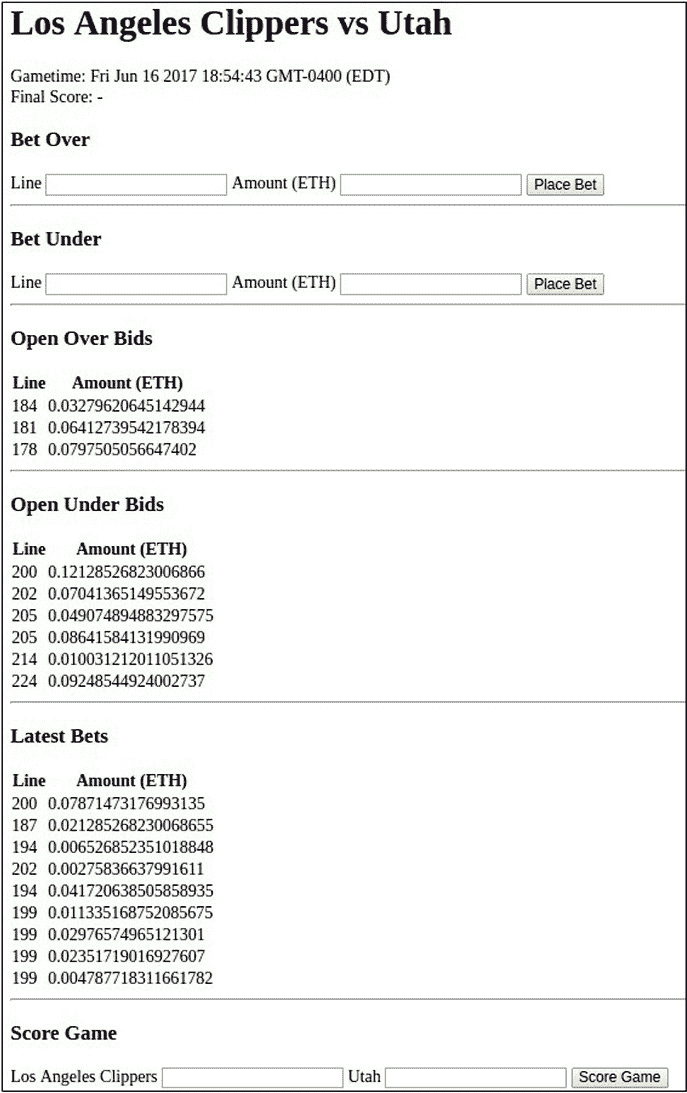 Los Angeles Clippers vs Utah
Gametime: Fri Jun 16 2017 18:54:43 GMT-0400 (EDT)
Final Score: -
Bet Over
Line Amount (ETH) Place Bet
Bet Under
Line Amount (ETH) Place Bet
Open Over Bids
Line Amount (ETH)
184 0.03279620645142944
181 0.06412739542178394
178 0.0797505056647402
Open Under Bids
Line Amount (ETH)
200 0.12128526823006866
202 0.07041365149553672
205 0.049074894883297575
205 0.08641584131990969
214 0.010031212011051326
224 0.09248544924002737
Latest Bets
Line Amount (ETH)
200 0.07871473176993135
187 0.021285268230068655
194 0.006526852351018848
202 0.00275836637991611
194 0.041720638505858935
199 0.011335168752085675
199 0.02976574965121301
199 0.02351719016927607
199 0.0047877183116 61782
Score Game
Los Angeles Clippers Utah Score Game